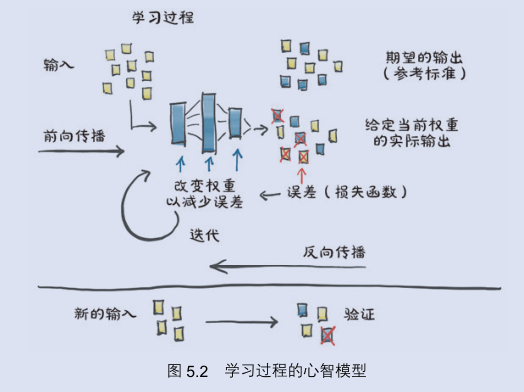 学习过程
输入
期望的输出
（参考标准）
前向传播
给定当前权重
的实际输出
改变权重
以减少误差
误差（损失函数）
迭代
反向传播
新的输入
验证
图 5.2 学习过程的心智模型